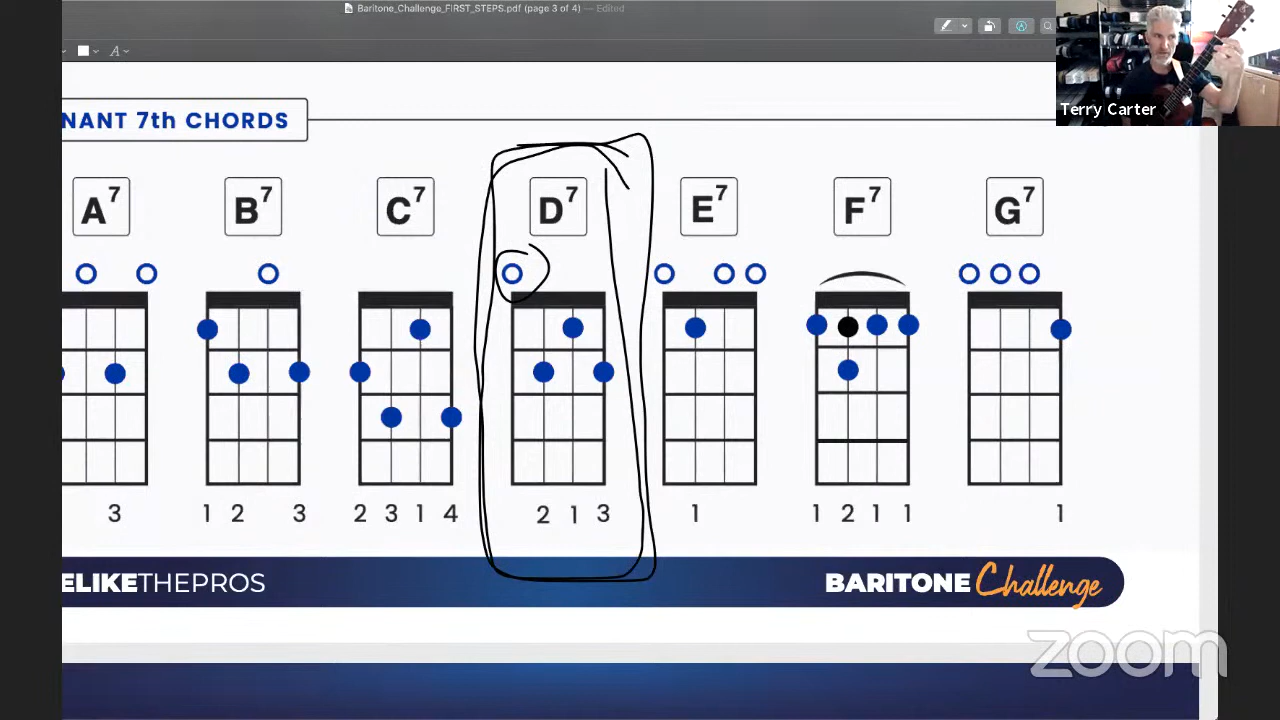 Baritone_Challenge_FIRST_STEPS.pdf (page 3 of 4) — Edited
A
Terry Carter
NANT 7th CHORDS
A7 B7 C7 D7 E7 F7 G7
3 1 2 3 2 3 1 4 2 1 3 1 1 2 1 1 1
ELIKETHEPROS
BARITONE Challenge
zoom